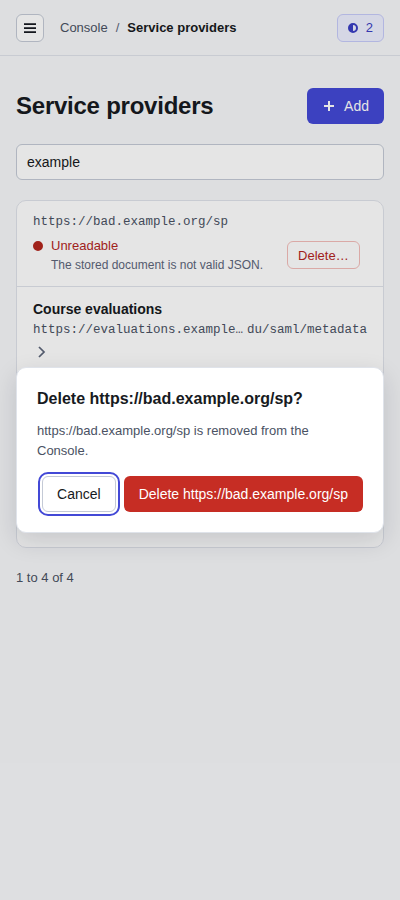 Console / Service providers
2
Service providers
Add
example
https://bad.example.org/sp
Unreadable
The stored document is not valid JSON.
Delete…
Course evaluations
https://evaluations.example… du/saml/metadata
Delete https://bad.example.org/sp?
https://bad.example.org/sp is removed from the
Console.
Cancel
Delete https://bad.example.org/sp
1 to 4 of 4